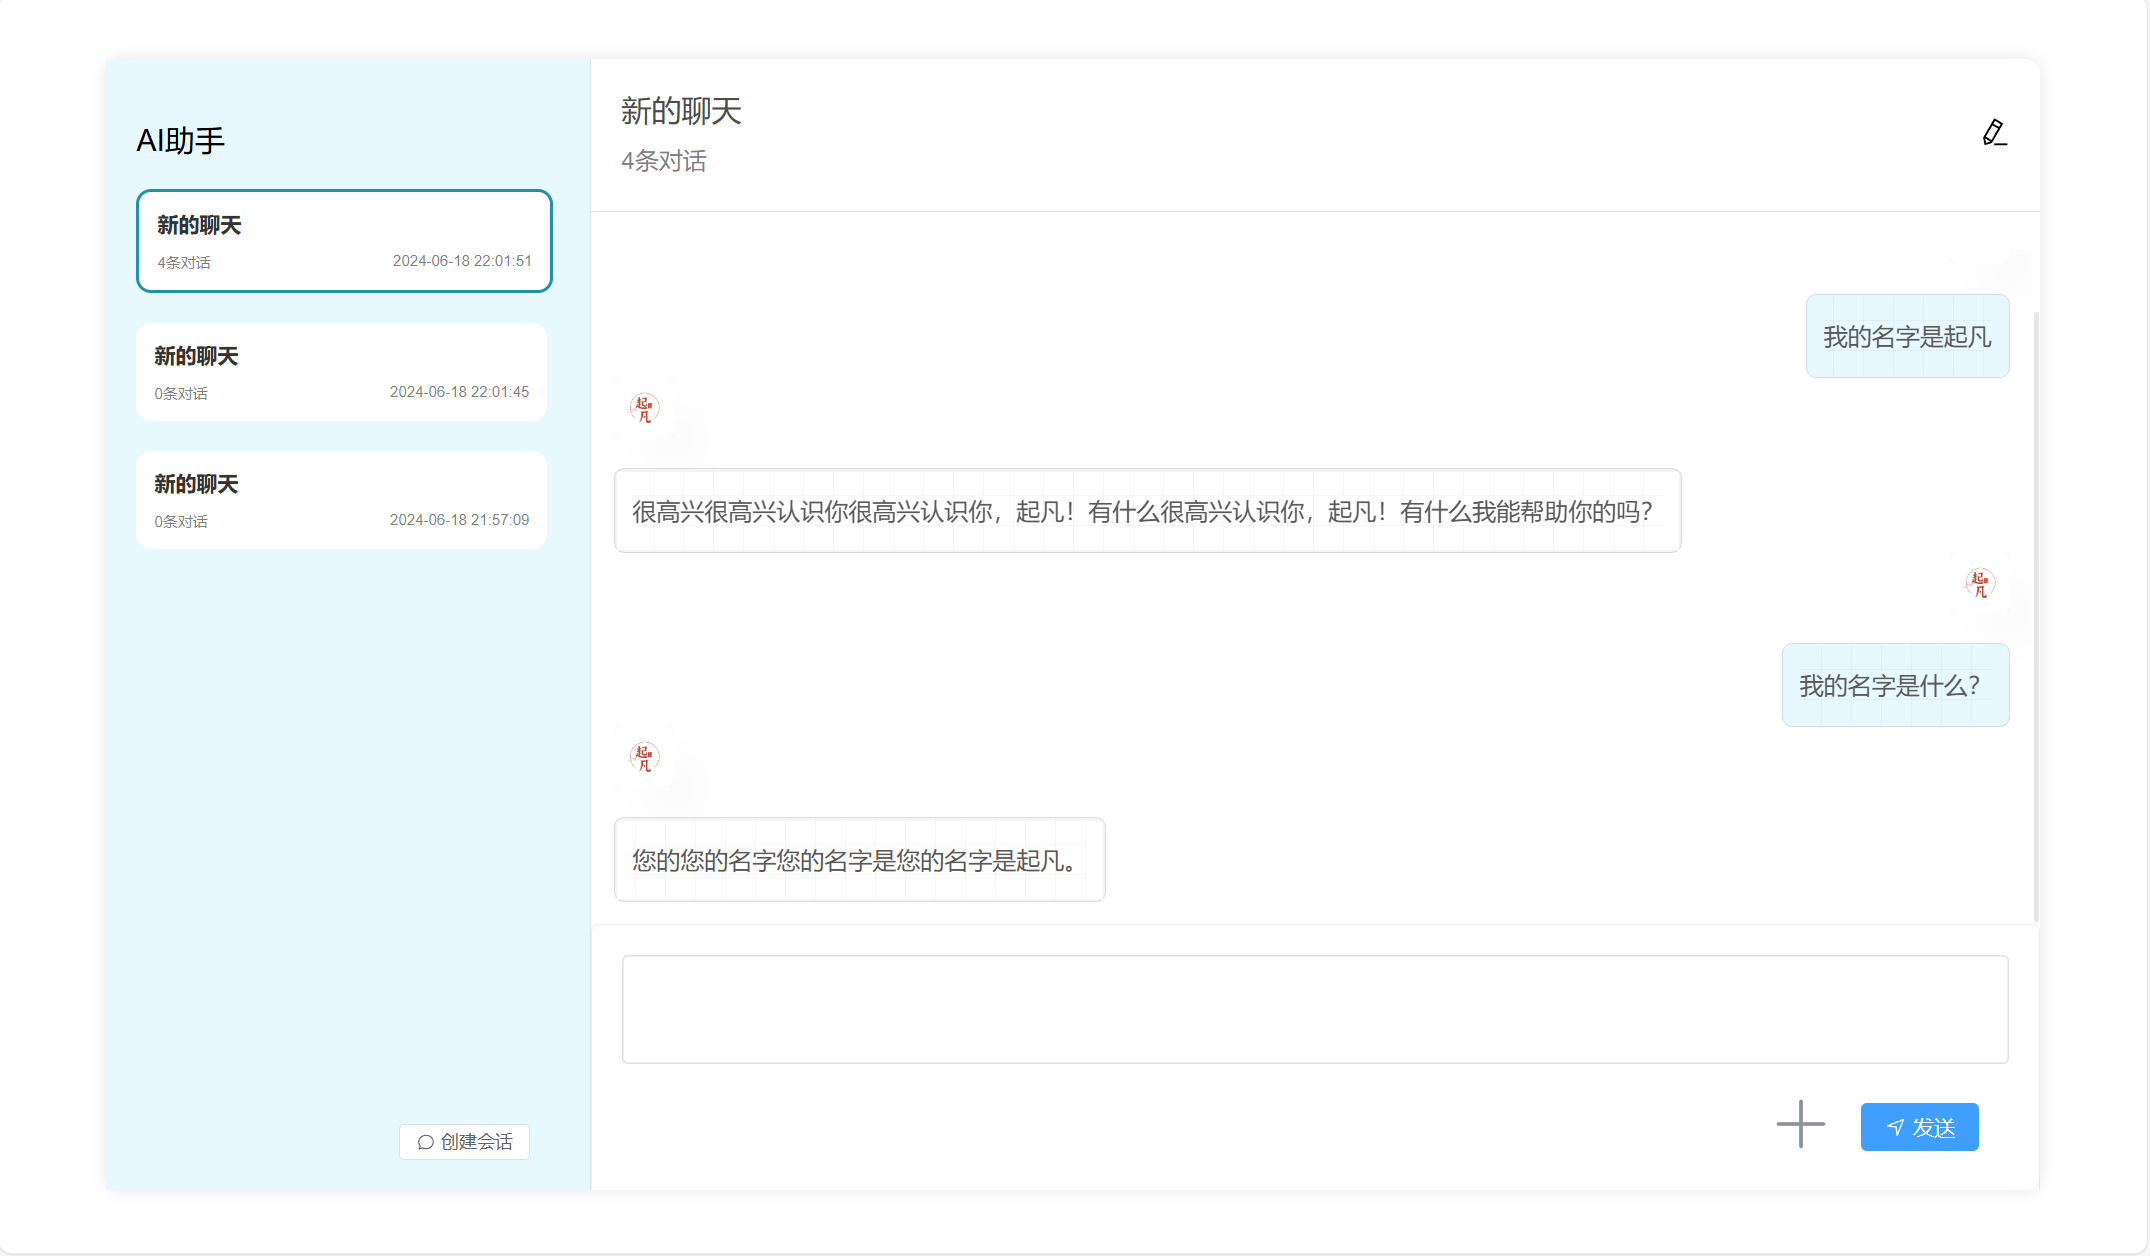 AI助手
新的聊天
4条对话 2024-06-18 22:01:51
新的聊天
0条对话 2024-06-18 22:01:45
新的聊天
0条对话 2024-06-18 21:57:09
创建会话
新的聊天
4条对话
我的名字是起凡
起凡
很高兴很高兴认识你很高兴认识你，起凡！有什么很高兴认识你，起凡！有什么我能帮助你的吗？
起凡
我的名字是什么？
起凡
您的您的名字您的名字是您的名字是起凡。
发送